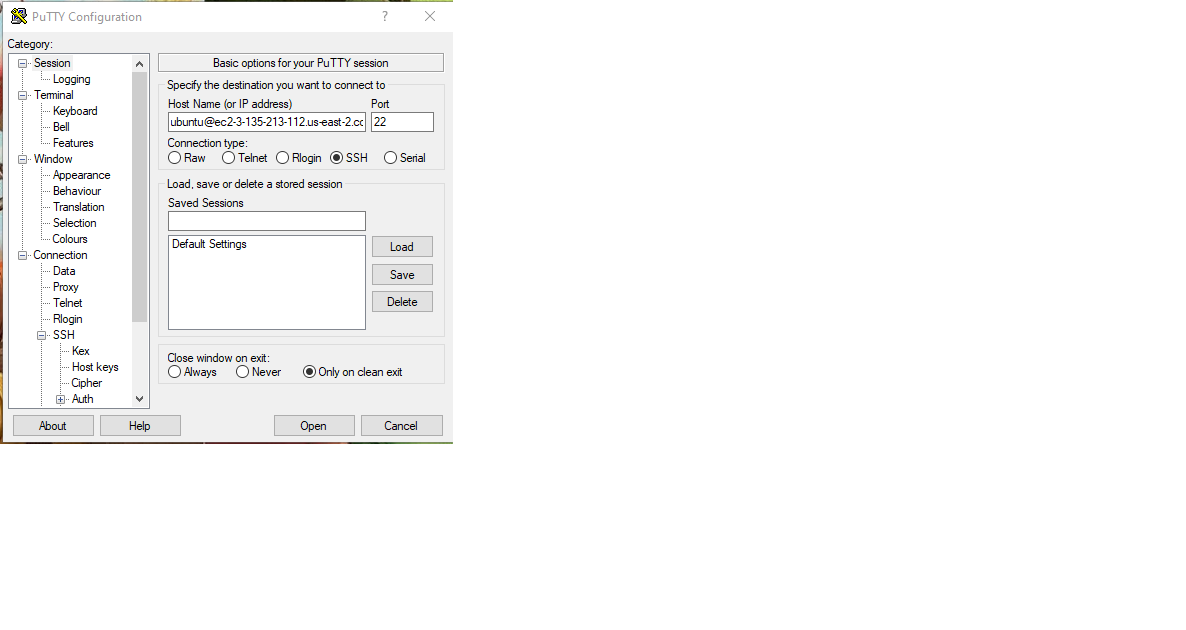 PuTTY Configuration
?
Category:
Session
Logging
Terminal
Keyboard
Bell
Features
Window
Appearance
Behaviour
Translation
Selection
Colours
Connection
Data
Proxy
Telnet
Rlogin
SSH
Kex
Host keys
Cipher
Auth
Basic options for your PuTTY session
Specify the destination you want to connect to
Host Name (or IP address) Port
ubuntu@ec2-3-135-213-112.us-east-2.cc 22
Connection type:
Raw Telnet Rlogin SSH Serial
Load, save or delete a stored session
Saved Sessions
Default Settings
Load
Save
Delete
Close window on exit:
Always Never Only on clean exit
About Help Open Cancel